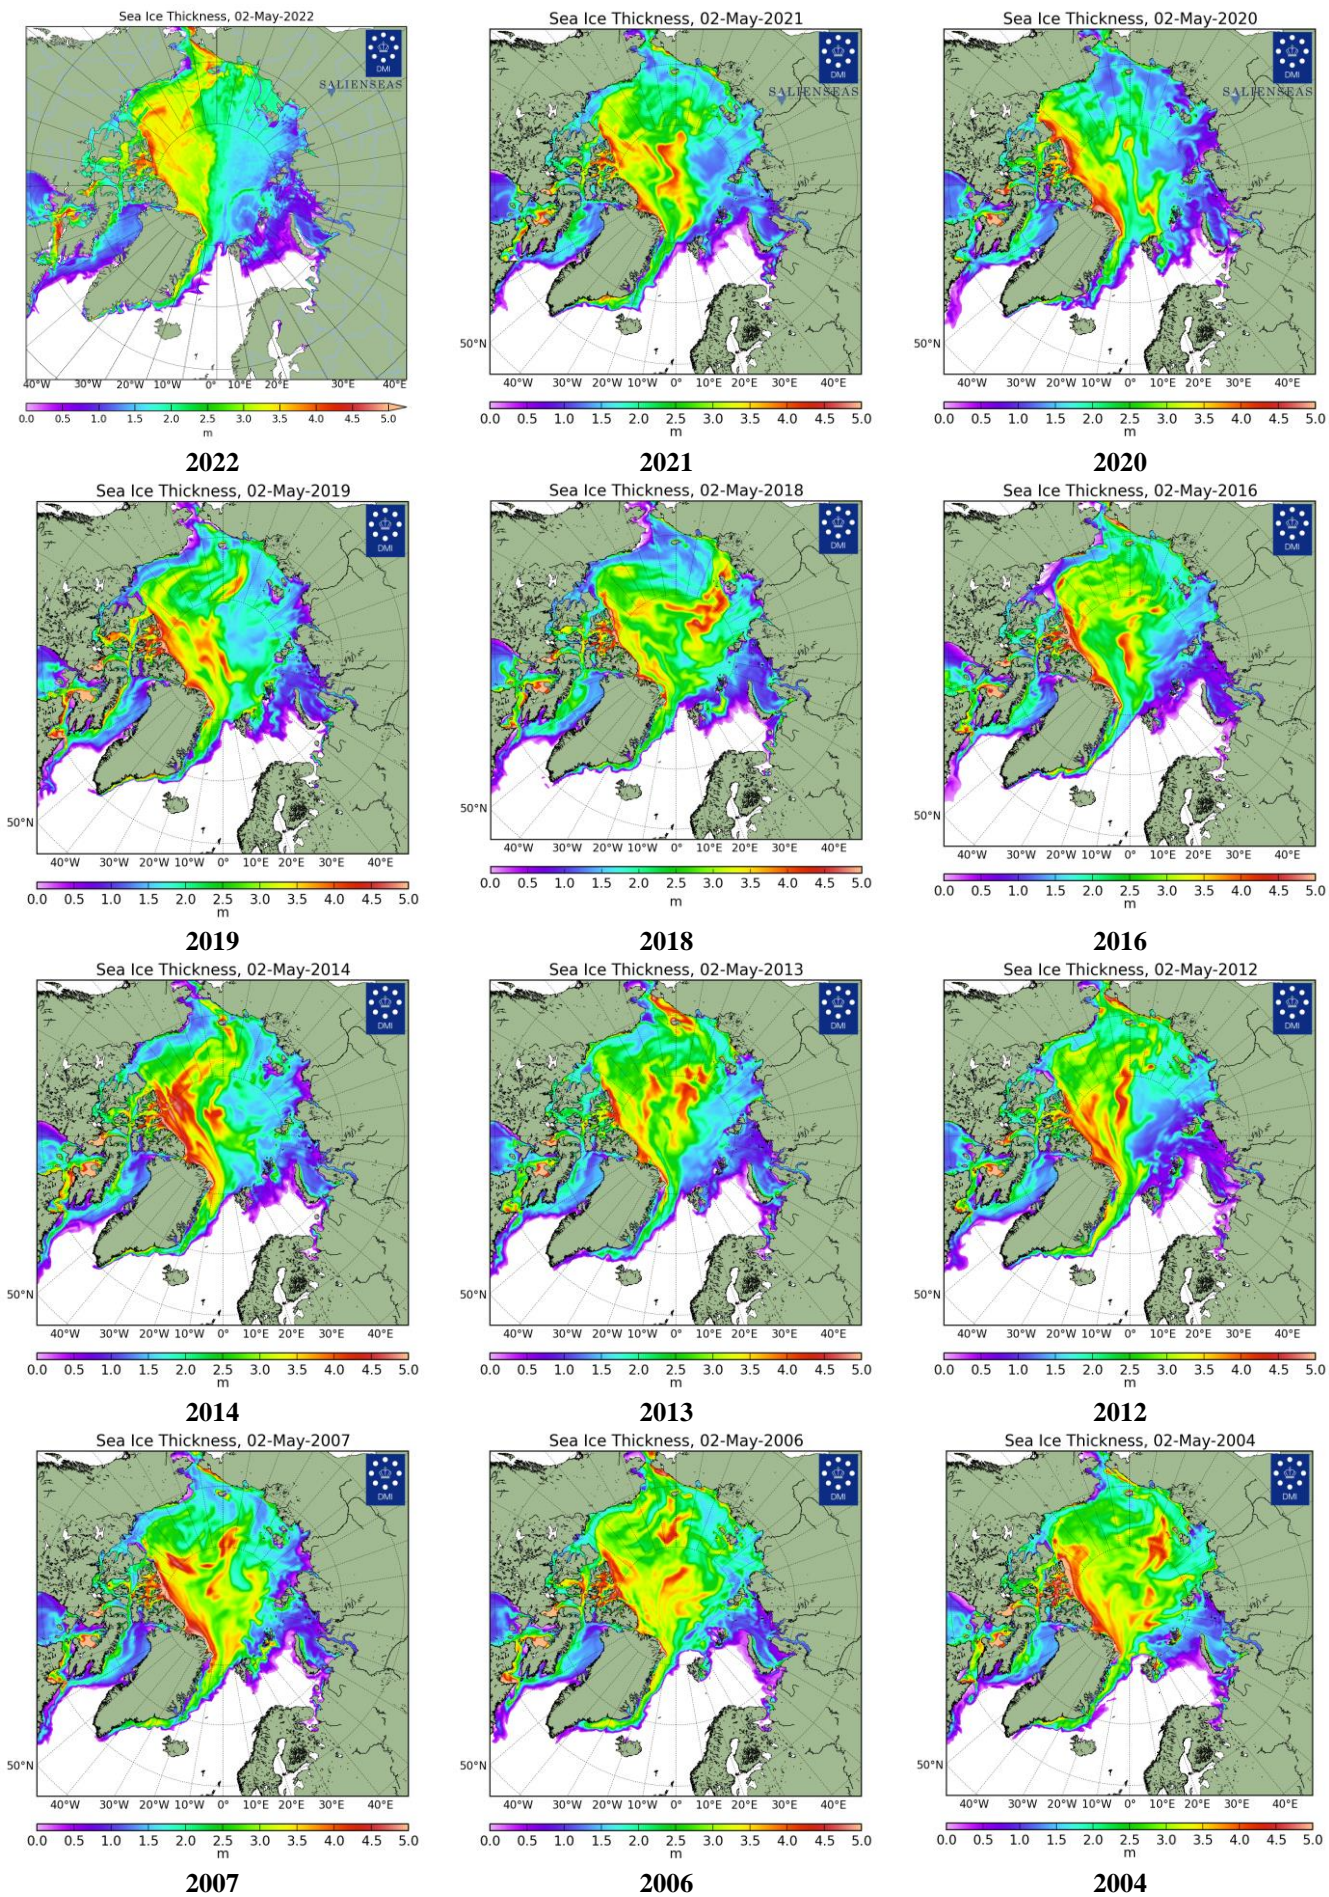 Sea Ice Thickness, 02-May-2022
DMI
SALIENSEAS
40°W 30°W 20°W 10°W 0° 10°E 20°E 30°E 40°E
0.0 0.5 1.0 1.5 2.0 2.5 3.0 3.5 4.0 4.5 5.0
m
2022
Sea Ice Thickness, 02-May-2021
DMI
SALIENSEAS
50°N
40°W 30°W 20°W 10°W 0° 10°E 20°E 30°E 40°E
0.0 0.5 1.0 1.5 2.0 2.5 3.0 3.5 4.0 4.5 5.0
m
2021
Sea Ice Thickness, 02-May-2020
DMI
SALIENSEAS
50°N
40°W 30°W 20°W 10°W 0° 10°E 20°E 30°E 40°E
0.0 0.5 1.0 1.5 2.0 2.5 3.0 3.5 4.0 4.5 5.0
m
2020
Sea Ice Thickness, 02-May-2019
DMI
50°N
40°W 30°W 20°W 10°W 0° 10°E 20°E 30°E 40°E
0.0 0.5 1.0 1.5 2.0 2.5 3.0 3.5 4.0 4.5 5.0
m
2019
Sea Ice Thickness, 02-May-2018
DMI
50°N
40°W 30°W 20°W 10°W 0° 10°E 20°E 30°E 40°E
0.0 0.5 1.0 1.5 2.0 2.5 3.0 3.5 4.0 4.5 5.0
m
2018
Sea Ice Thickness, 02-May-2016
DMI
50°N
40°W 30°W 20°W 10°W 0° 10°E 20°E 30°E 40°E
0.0 0.5 1.0 1.5 2.0 2.5 3.0 3.5 4.0 4.5 5.0
m
2016
Sea Ice Thickness, 02-May-2014
DMI
50°N
40°W 30°W 20°W 10°W 0° 10°E 20°E 30°E 40°E
0.0 0.5 1.0 1.5 2.0 2.5 3.0 3.5 4.0 4.5 5.0
m
2014
Sea Ice Thickness, 02-May-2013
DMI
50°N
40°W 30°W 20°W 10°W 0° 10°E 20°E 30°E 40°E
0.0 0.5 1.0 1.5 2.0 2.5 3.0 3.5 4.0 4.5 5.0
m
2013
Sea Ice Thickness, 02-May-2012
DMI
50°N
40°W 30°W 20°W 10°W 0° 10°E 20°E 30°E 40°E
0.0 0.5 1.0 1.5 2.0 2.5 3.0 3.5 4.0 4.5 5.0
m
2012
Sea Ice Thickness, 02-May-2007
DMI
50°N
40°W 30°W 20°W 10°W 0° 10°E 20°E 30°E 40°E
0.0 0.5 1.0 1.5 2.0 2.5 3.0 3.5 4.0 4.5 5.0
m
2007
Sea Ice Thickness, 02-May-2006
DMI
50°N
40°W 30°W 20°W 10°W 0° 10°E 20°E 30°E 40°E
0.0 0.5 1.0 1.5 2.0 2.5 3.0 3.5 4.0 4.5 5.0
m
2006
Sea Ice Thickness, 02-May-2004
DMI
50°N
40°W 30°W 20°W 10°W 0° 10°E 20°E 30°E 40°E
0.0 0.5 1.0 1.5 2.0 2.5 3.0 3.5 4.0 4.5 5.0
m
2004